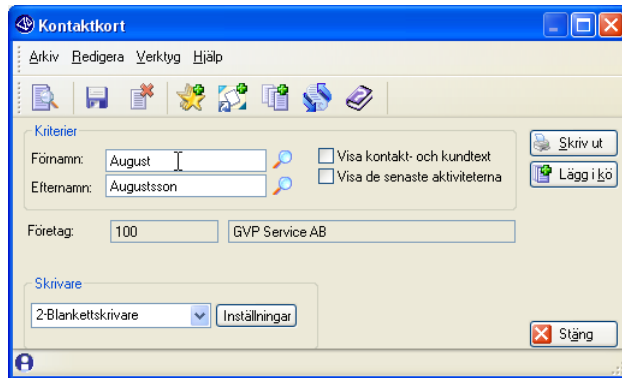 Kontaktkort
Arkiv Redigera Verktyg Hjälp
Kriterier
Förnamn: August
Efternamn: Augustsson
Visa kontakt- och kundtext
Visa de senaste aktiviteterna
Skriv ut
Lägg i kö
Företag: 100 GVP Service AB
Skrivare
2-Blankettskrivare Inställningar
Stäng